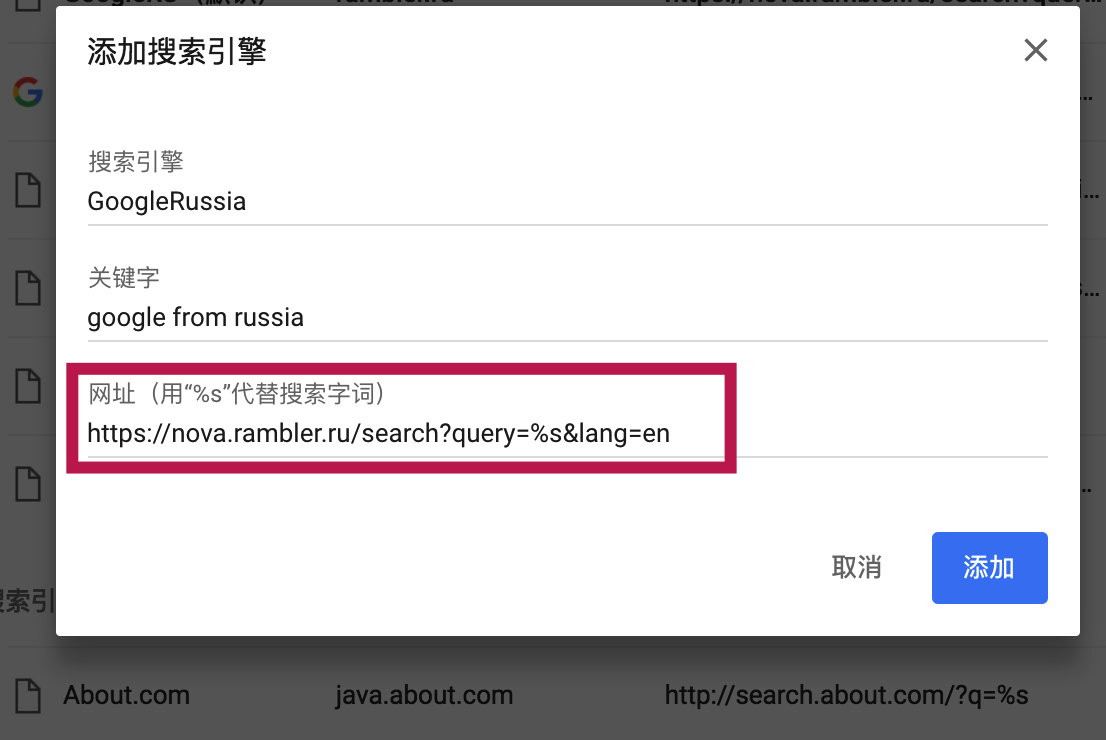 添加搜索引擎
搜索引擎
GoogleRussia
关键字
google from russia
网址（用“%s”代替搜索字词）
https://nova.rambler.ru/search?query=%s&lang=en
取消
添加
搜索引
About.com
java.about.com
http://search.about.com/?q=%s